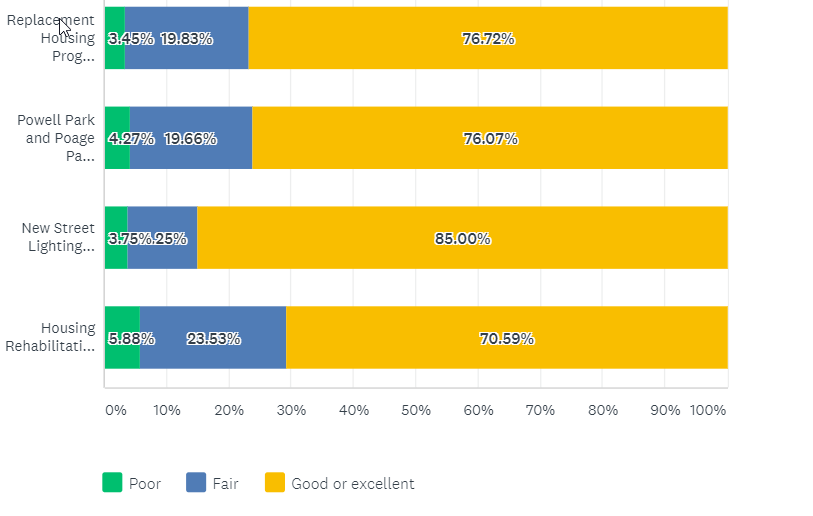 Replacement
Housing
Prog...
3.45% 19.83% 76.72%
Powell Park
and Poage
Pa...
4.27% 19.66% 76.07%
New Street
Lighting...
3.75% .25% 85.00%
Housing
Rehabilitati...
5.88% 23.53% 70.59%
0% 10% 20% 30% 40% 50% 60% 70% 80% 90% 100%
Poor Fair Good or excellent